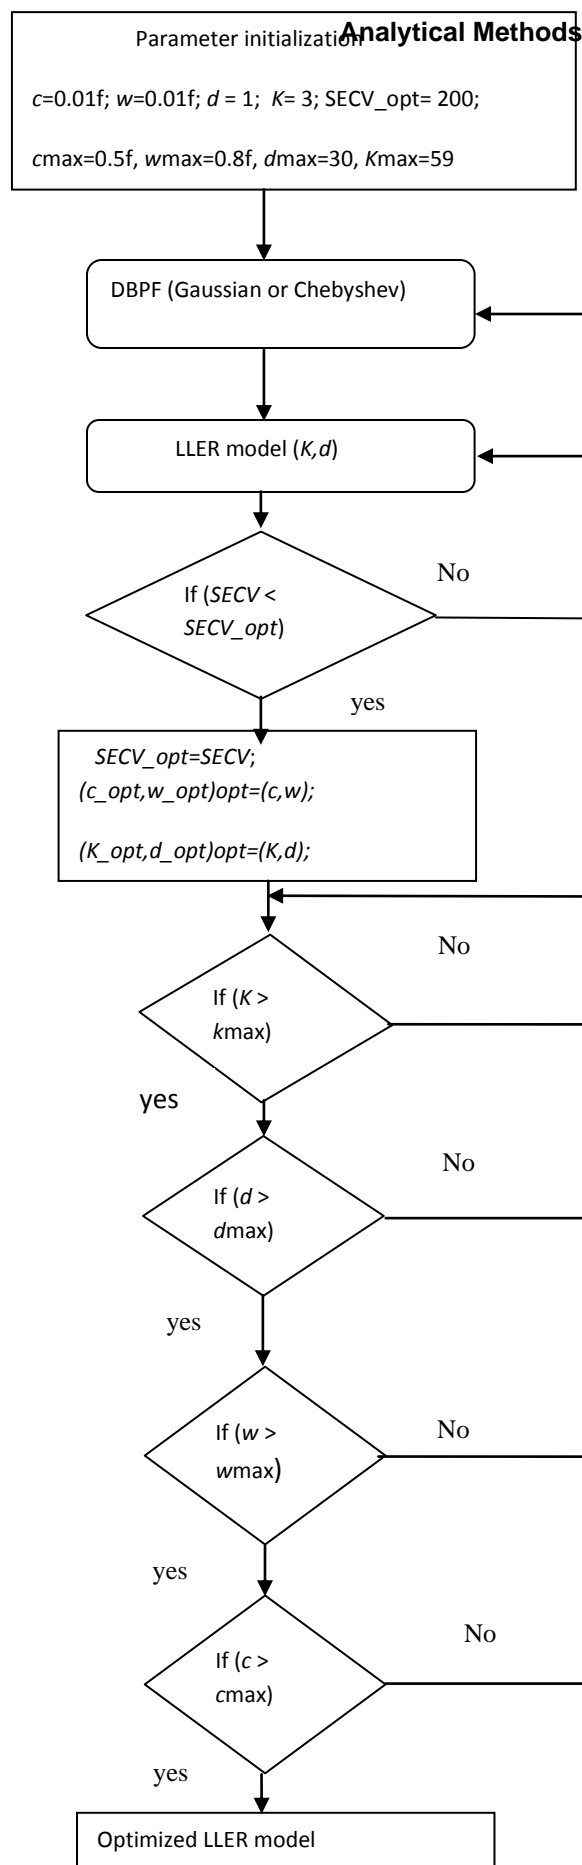 Analytical Methods
Parameter initialization
c=0.01f; w=0.01f; d = 1; K= 3; SECV_opt= 200;
cmax=0.5f, wmax=0.8f, dmax=30, Kmax=59
DBPF (Gaussian or Chebyshev)
LLER model (K,d)
If (SECV <
SECV_opt)
No
yes
SECV_opt=SECV;
(c_opt,w_opt)opt=(c,w);
(K_opt,d_opt)opt=(K,d);
If (K >
kmax)
No
yes
If (d >
dmax)
No
yes
If (w >
wmax)
No
yes
If (c >
cmax)
No
yes
Optimized LLER model